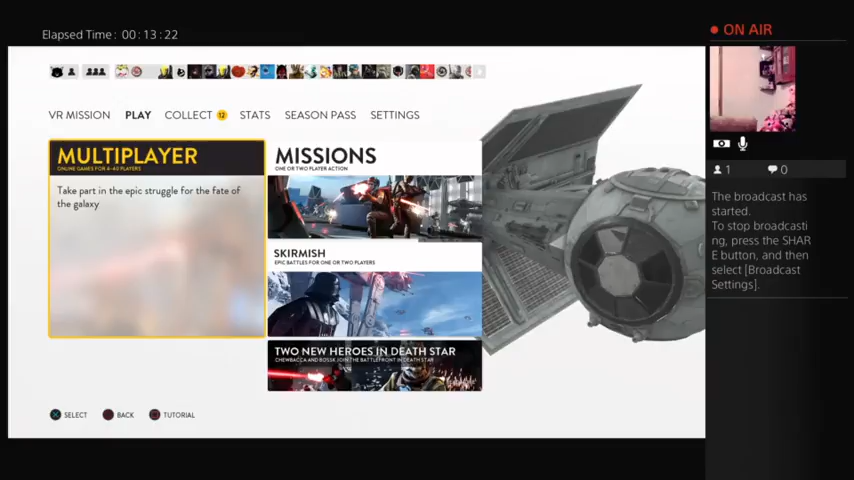 Elapsed Time : 00 : 13 : 22
ON AIR
VR MISSION PLAY COLLECT 12 STATS SEASON PASS SETTINGS
MULTIPLAYER
ONLINE GAMES FOR 4-40 PLAYERS
Take part in the epic struggle for the fate of
the galaxy
MISSIONS
ONE OR TWO PLAYER ACTION
SKIRMISH
EPIC BATTLES FOR ONE OR TWO PLAYERS
TWO NEW HEROES IN DEATH STAR
CHEWBACCA AND BOSSK JOIN THE BATTLEFRONT IN DEATH STAR
SELECT BACK TUTORIAL
1 0
The broadcast has
started.
To stop broadcasti
ng, press the SHAR
E button, and then
select [Broadcast
Settings].